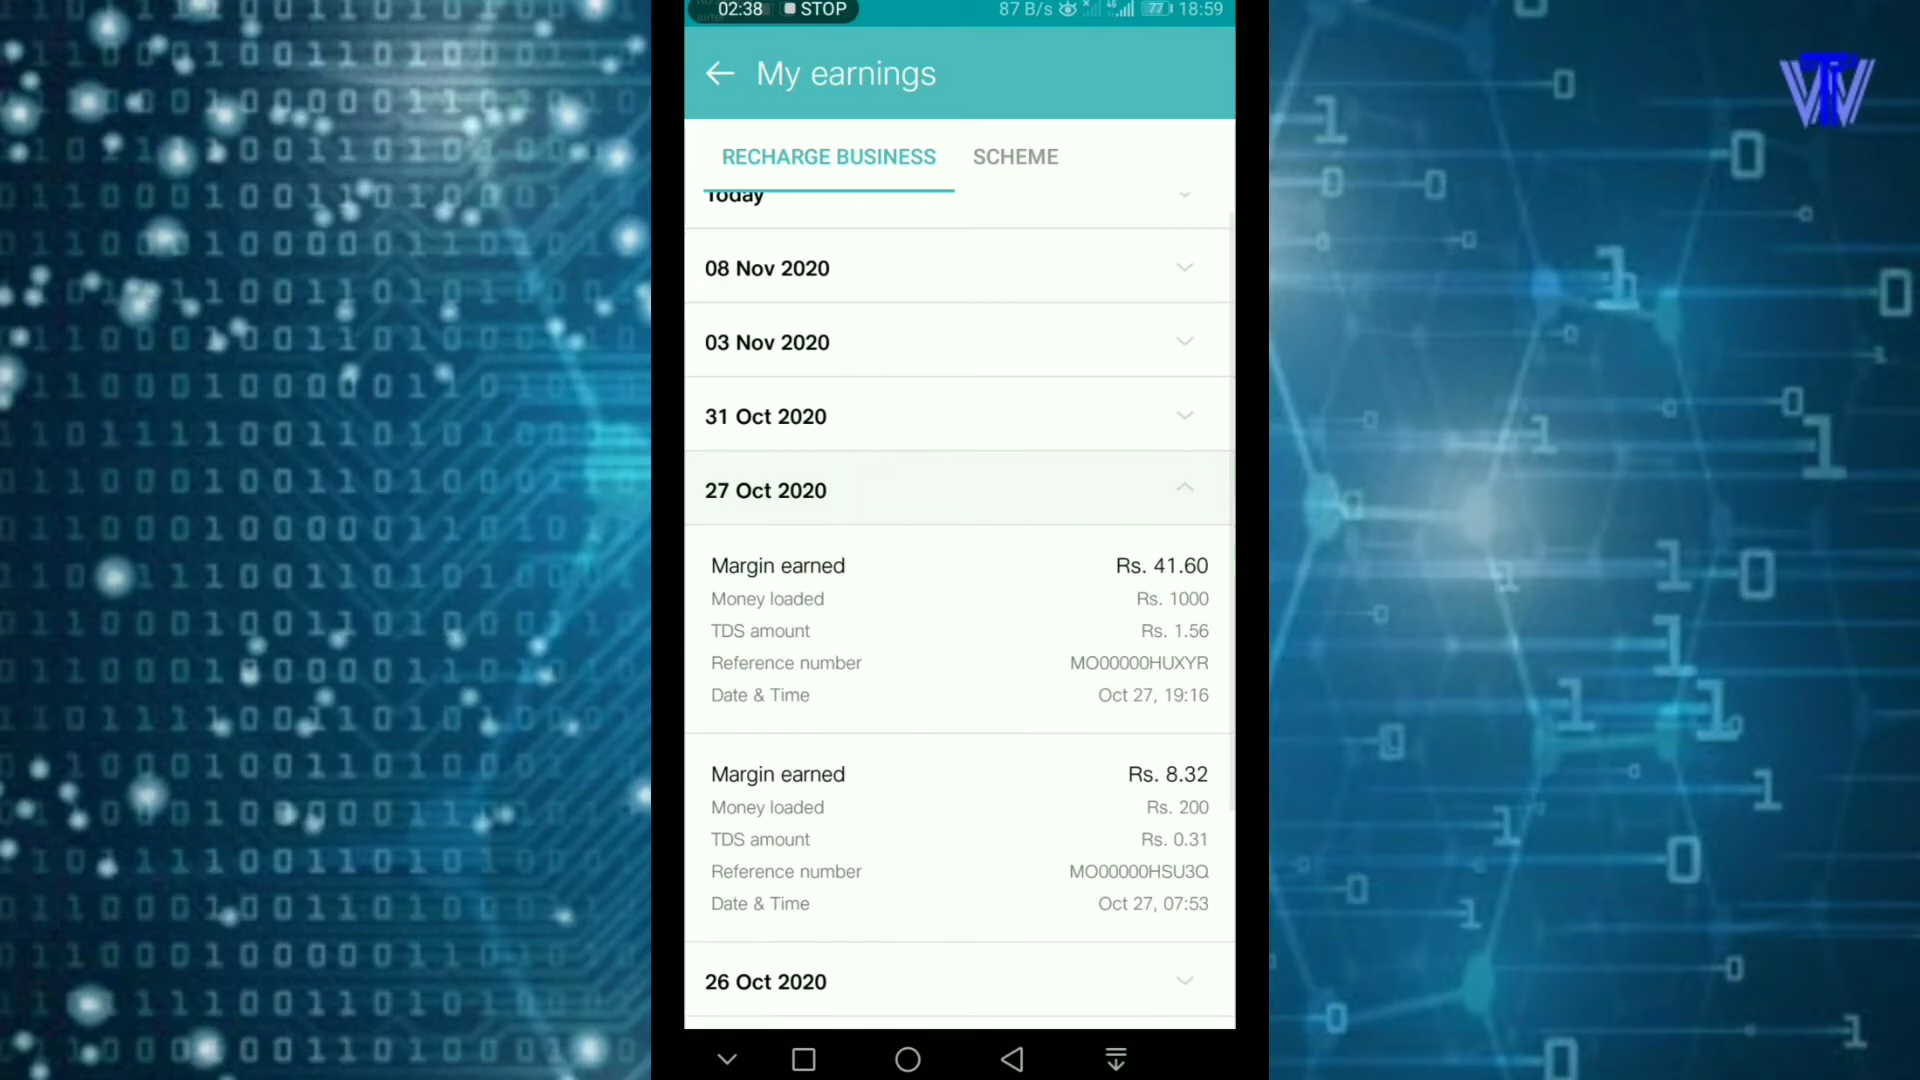 02:38 STOP 87 B/s 4G 77 18:59
My earnings
RECHARGE BUSINESS SCHEME
Today
08 Nov 2020
03 Nov 2020
31 Oct 2020
27 Oct 2020
Margin earned Rs. 41.60
Money loaded Rs. 1000
TDS amount Rs. 1.56
Reference number MO00000HUXYR
Date & Time Oct 27, 19:16
Margin earned Rs. 8.32
Money loaded Rs. 200
TDS amount Rs. 0.31
Reference number MO00000HSU3Q
Date & Time Oct 27, 07:53
26 Oct 2020